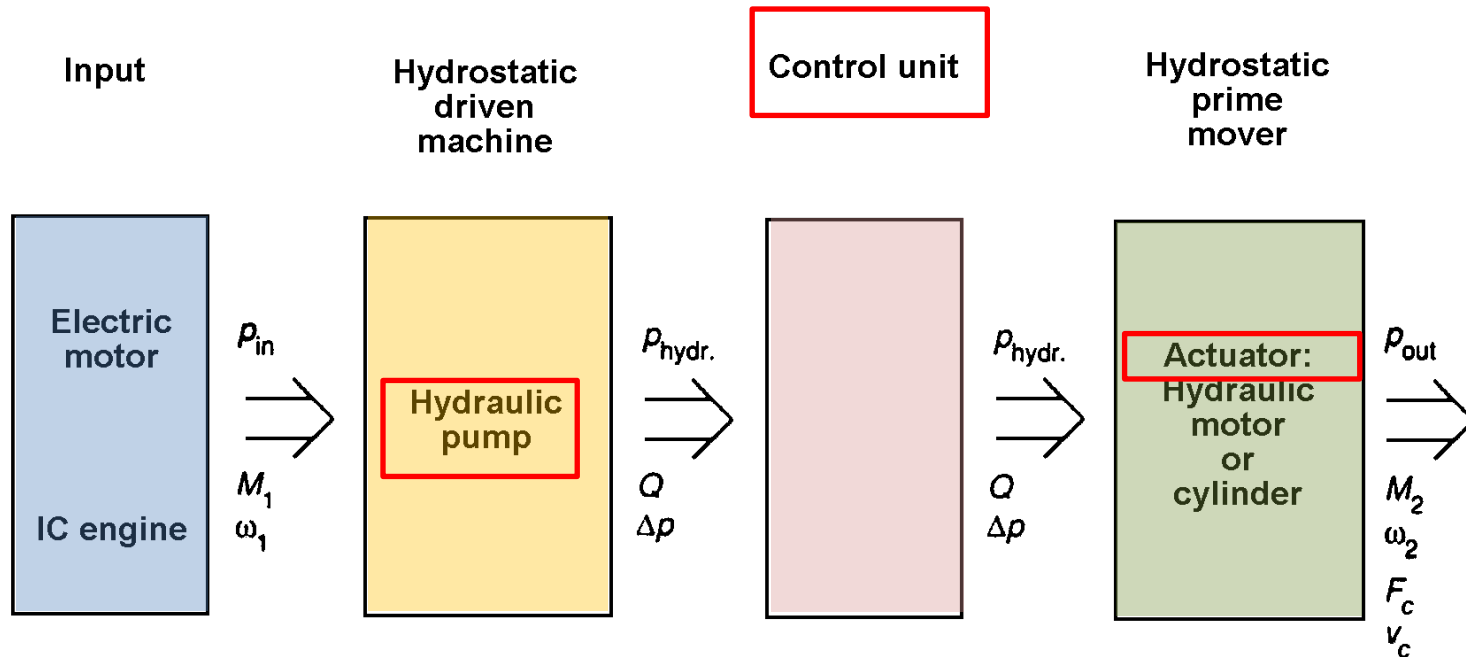 Input
Hydrostatic
driven
machine
Control unit
Hydrostatic
prime
mover
Electric
motor
IC engine
p_in
M_1
ω_1
Hydraulic
pump
p_hydr.
Q
Δp
p_hydr.
Q
Δp
Actuator:
Hydraulic
motor
or
cylinder
p_out
M_2
ω_2
F_c
v_c